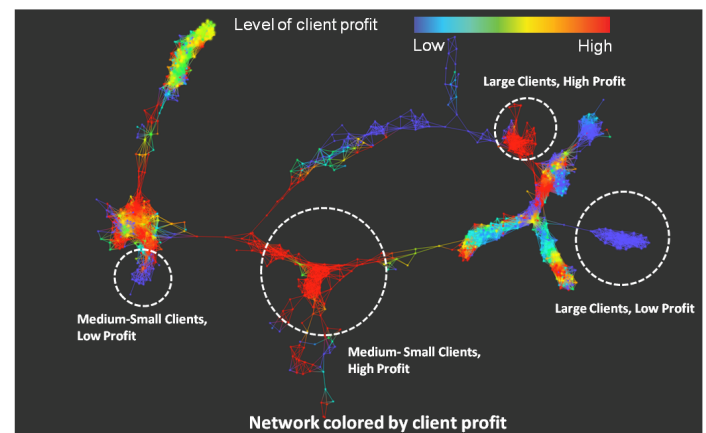 Level of client profit
Low
High
Large Clients, High Profit
Large Clients, Low Profit
Medium-Small Clients,
Low Profit
Medium- Small Clients,
High Profit
Network colored by client profit